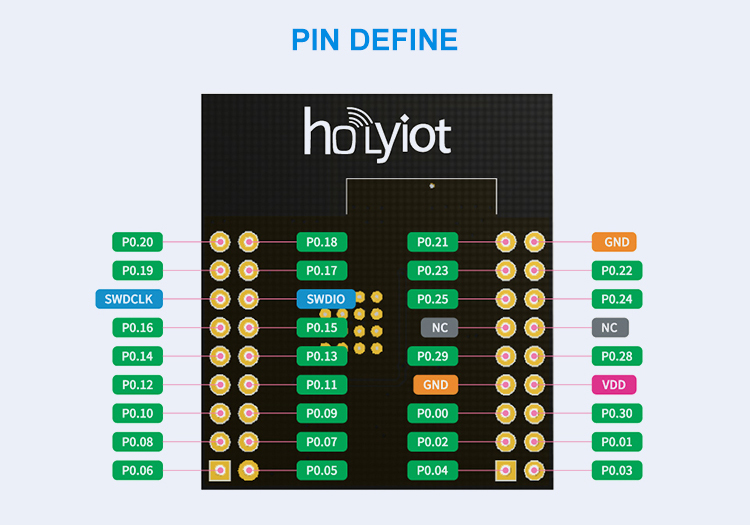 PIN DEFINE
holyiot
P0.20 P0.18 P0.21 GND
P0.19 P0.17 P0.23 P0.22
SWDCLK SWDIO P0.25 P0.24
P0.16 P0.15 NC NC
P0.14 P0.13 P0.29 P0.28
P0.12 P0.11 GND VDD
P0.10 P0.09 P0.00 P0.30
P0.08 P0.07 P0.02 P0.01
P0.06 P0.05 P0.04 P0.03